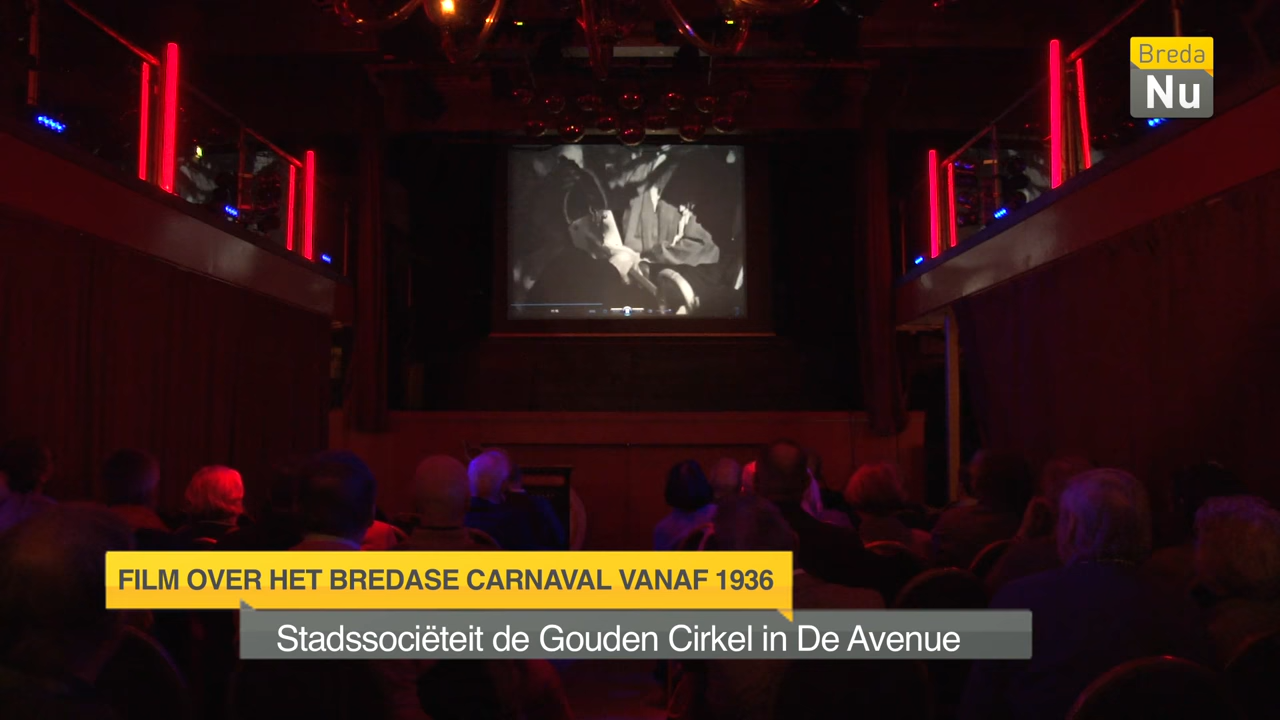 Breda
Nu
FILM OVER HET BREDASE CARNAVAL VANAF 1936
Stadssociëteit de Gouden Cirkel in De Avenue